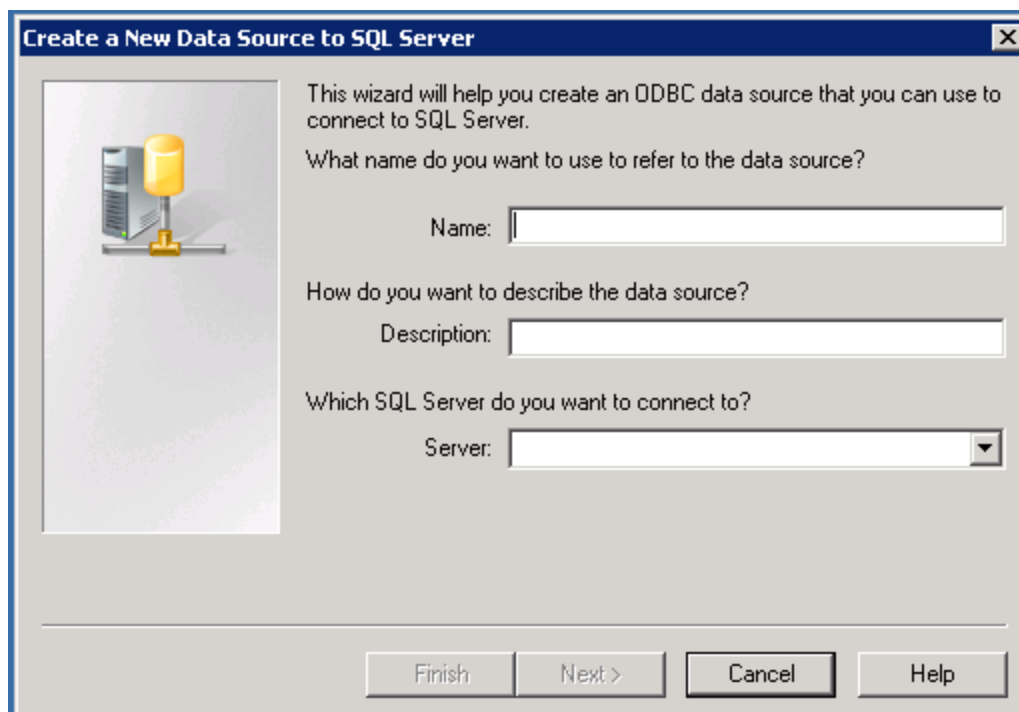 Create a New Data Source to SQL Server
This wizard will help you create an ODBC data source that you can use to
connect to SQL Server.
What name do you want to use to refer to the data source?
Name:
How do you want to describe the data source?
Description:
Which SQL Server do you want to connect to?
Server:
Finish Next > Cancel Help